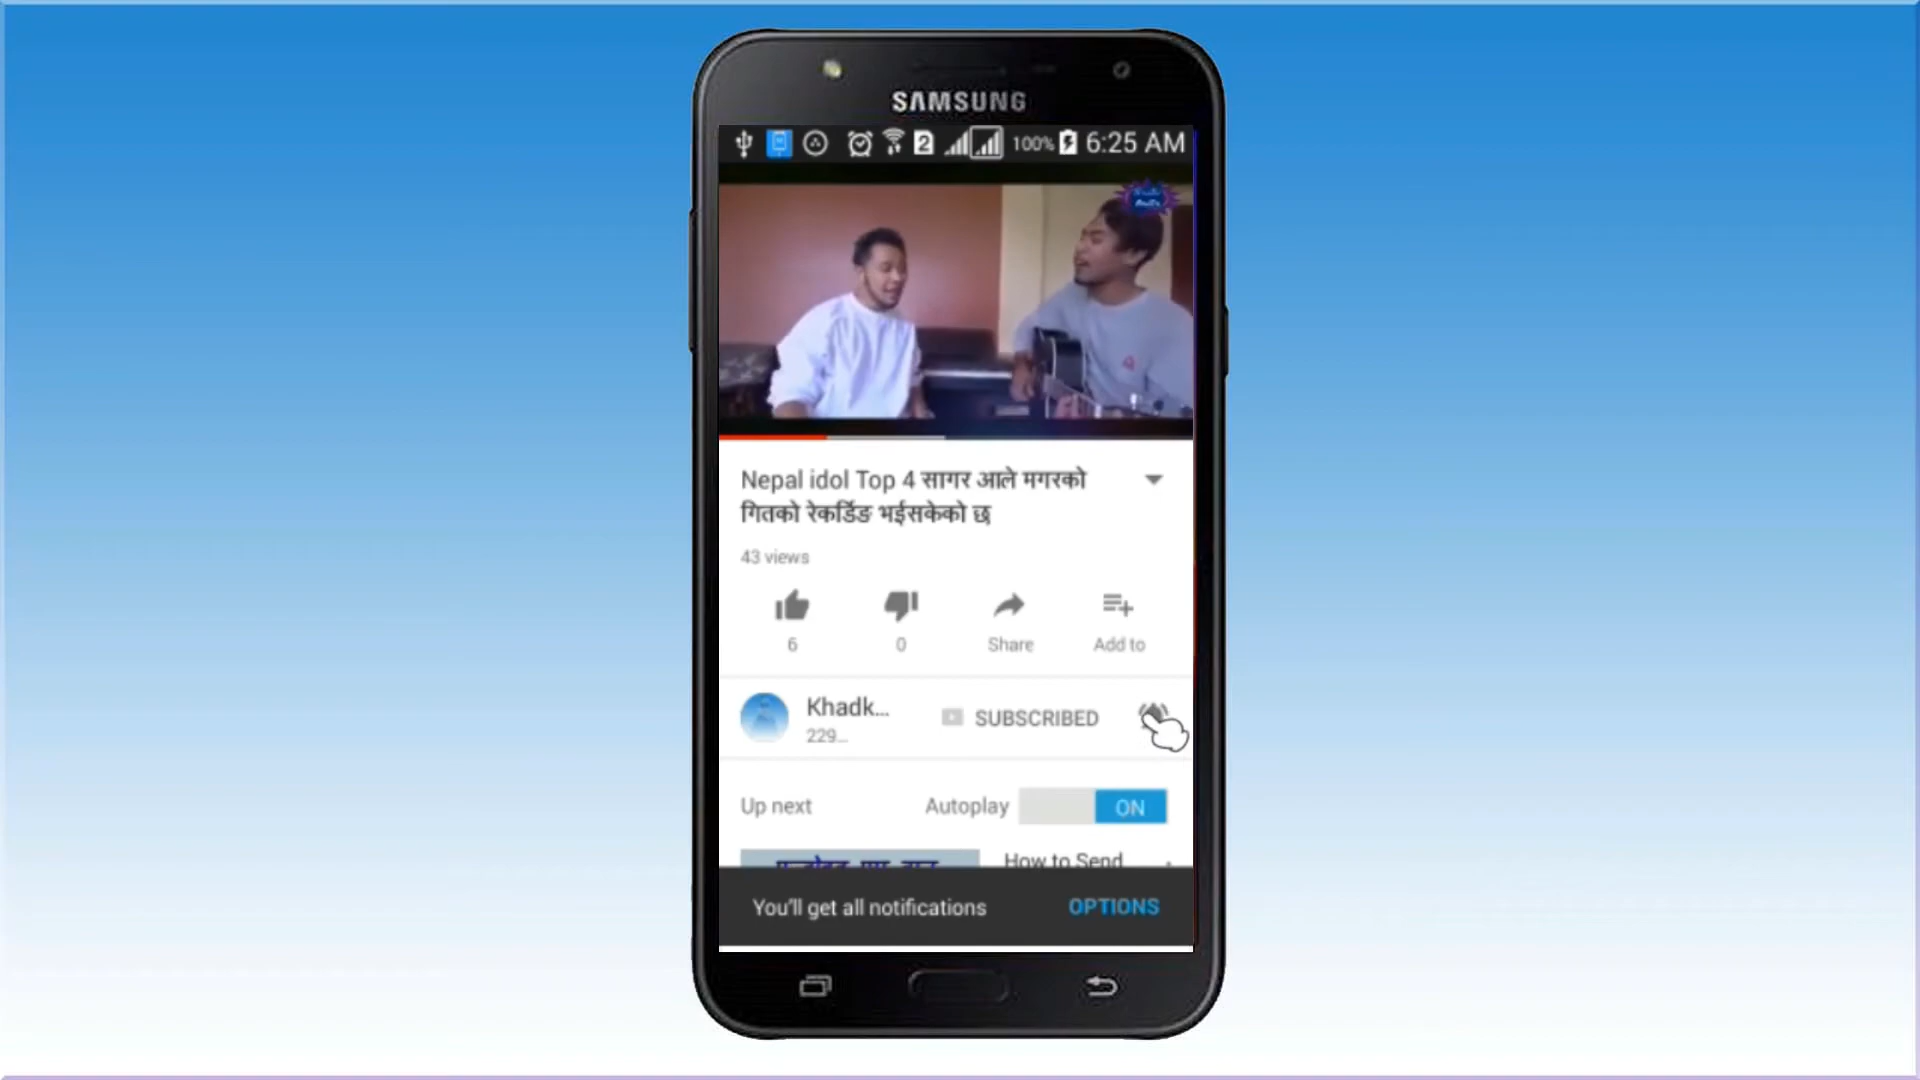 SAMSUNG
2 100% 6:25 AM
Nepal idol Top 4 सागर आले मगरको
गितको रेकर्डिङ भईसकेको छ
43 views
6 0 Share Add to
Khadk... SUBSCRIBED
229...
Up next Autoplay ON
How to Send
You'll get all notifications OPTIONS